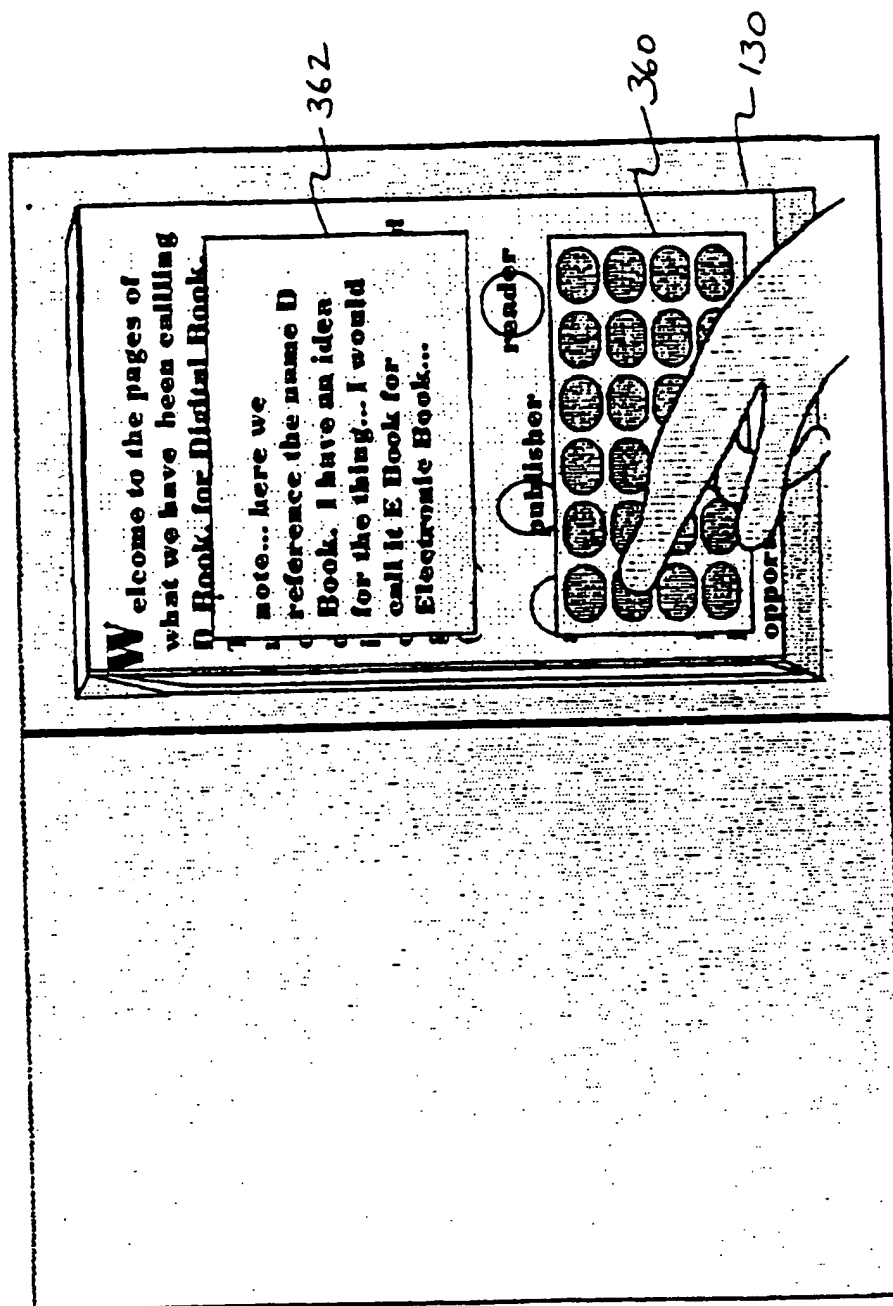 Welcome to the pages of
what we have been callling
D Book, for Digital Book.
note... here we
reference the name D
Book. I have an idea
for the thing... I would
call it E Book for
Electronic Book...
publisher
reader
oppor
362
360
130